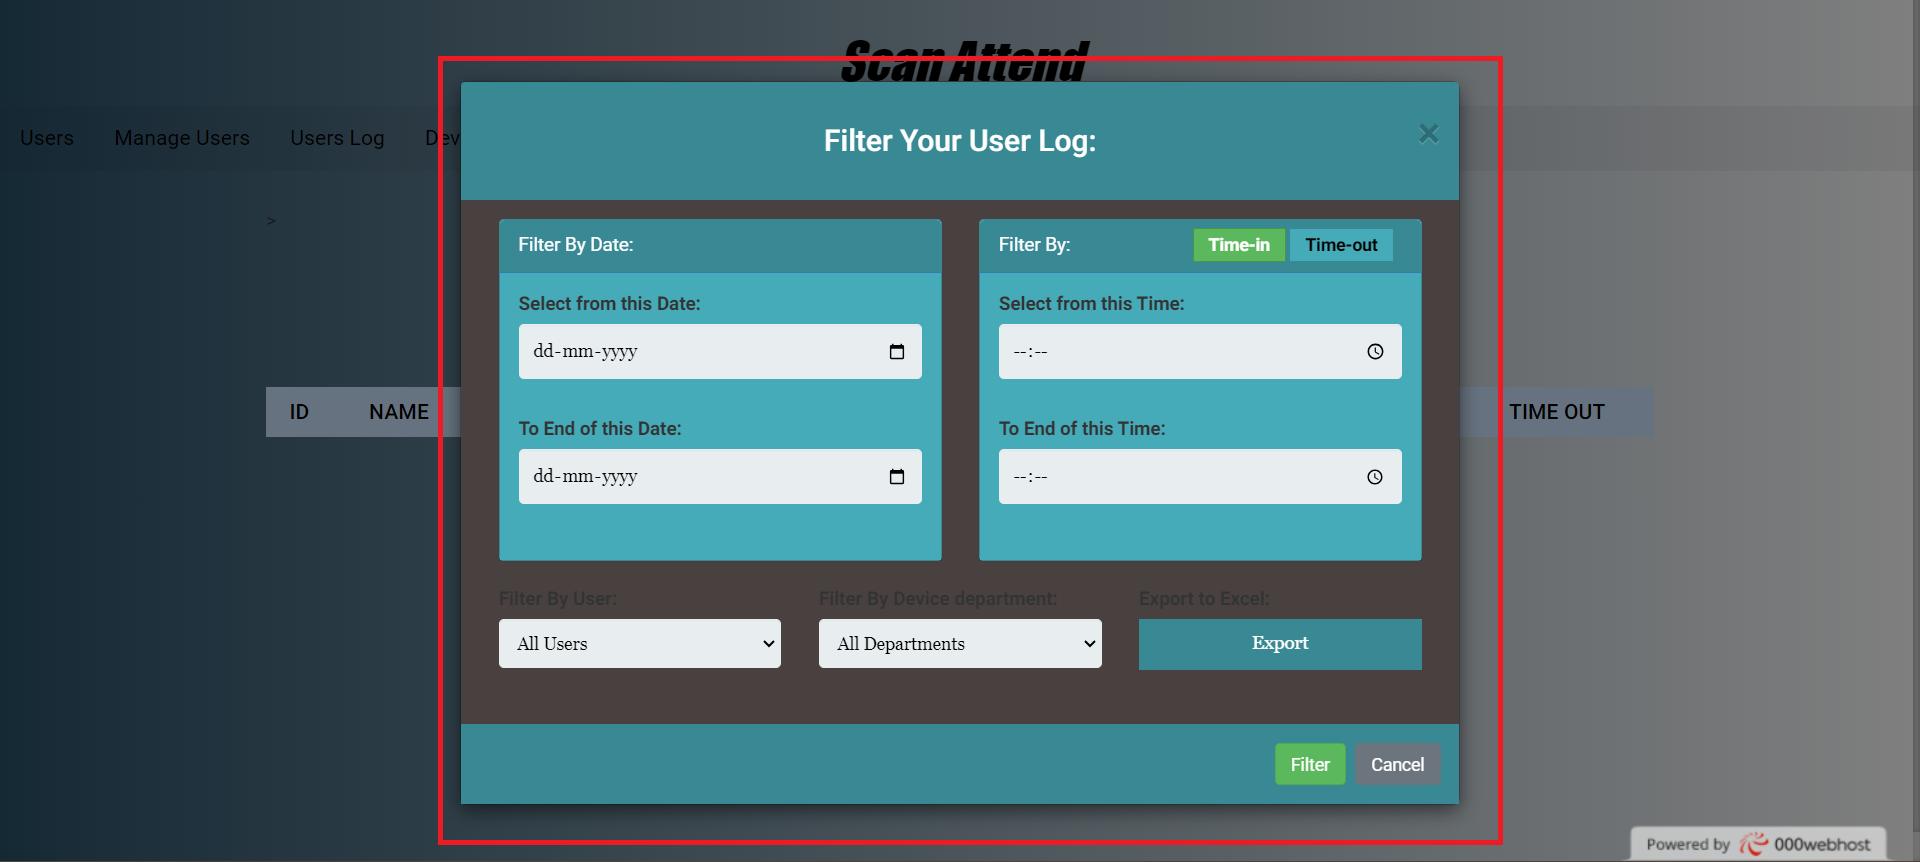 Scan Attend
Users Manage Users Users Log Dev
Filter Your User Log:
×
>
Filter By Date:
Filter By: Time-in Time-out
Select from this Date:
Select from this Time:
dd-mm-yyyy
--:--
ID NAME
TIME OUT
To End of this Date:
To End of this Time:
dd-mm-yyyy
--:--
Filter By User:
Filter By Device department:
Export to Excel:
All Users
All Departments
Export
Filter Cancel
Powered by 000webhost